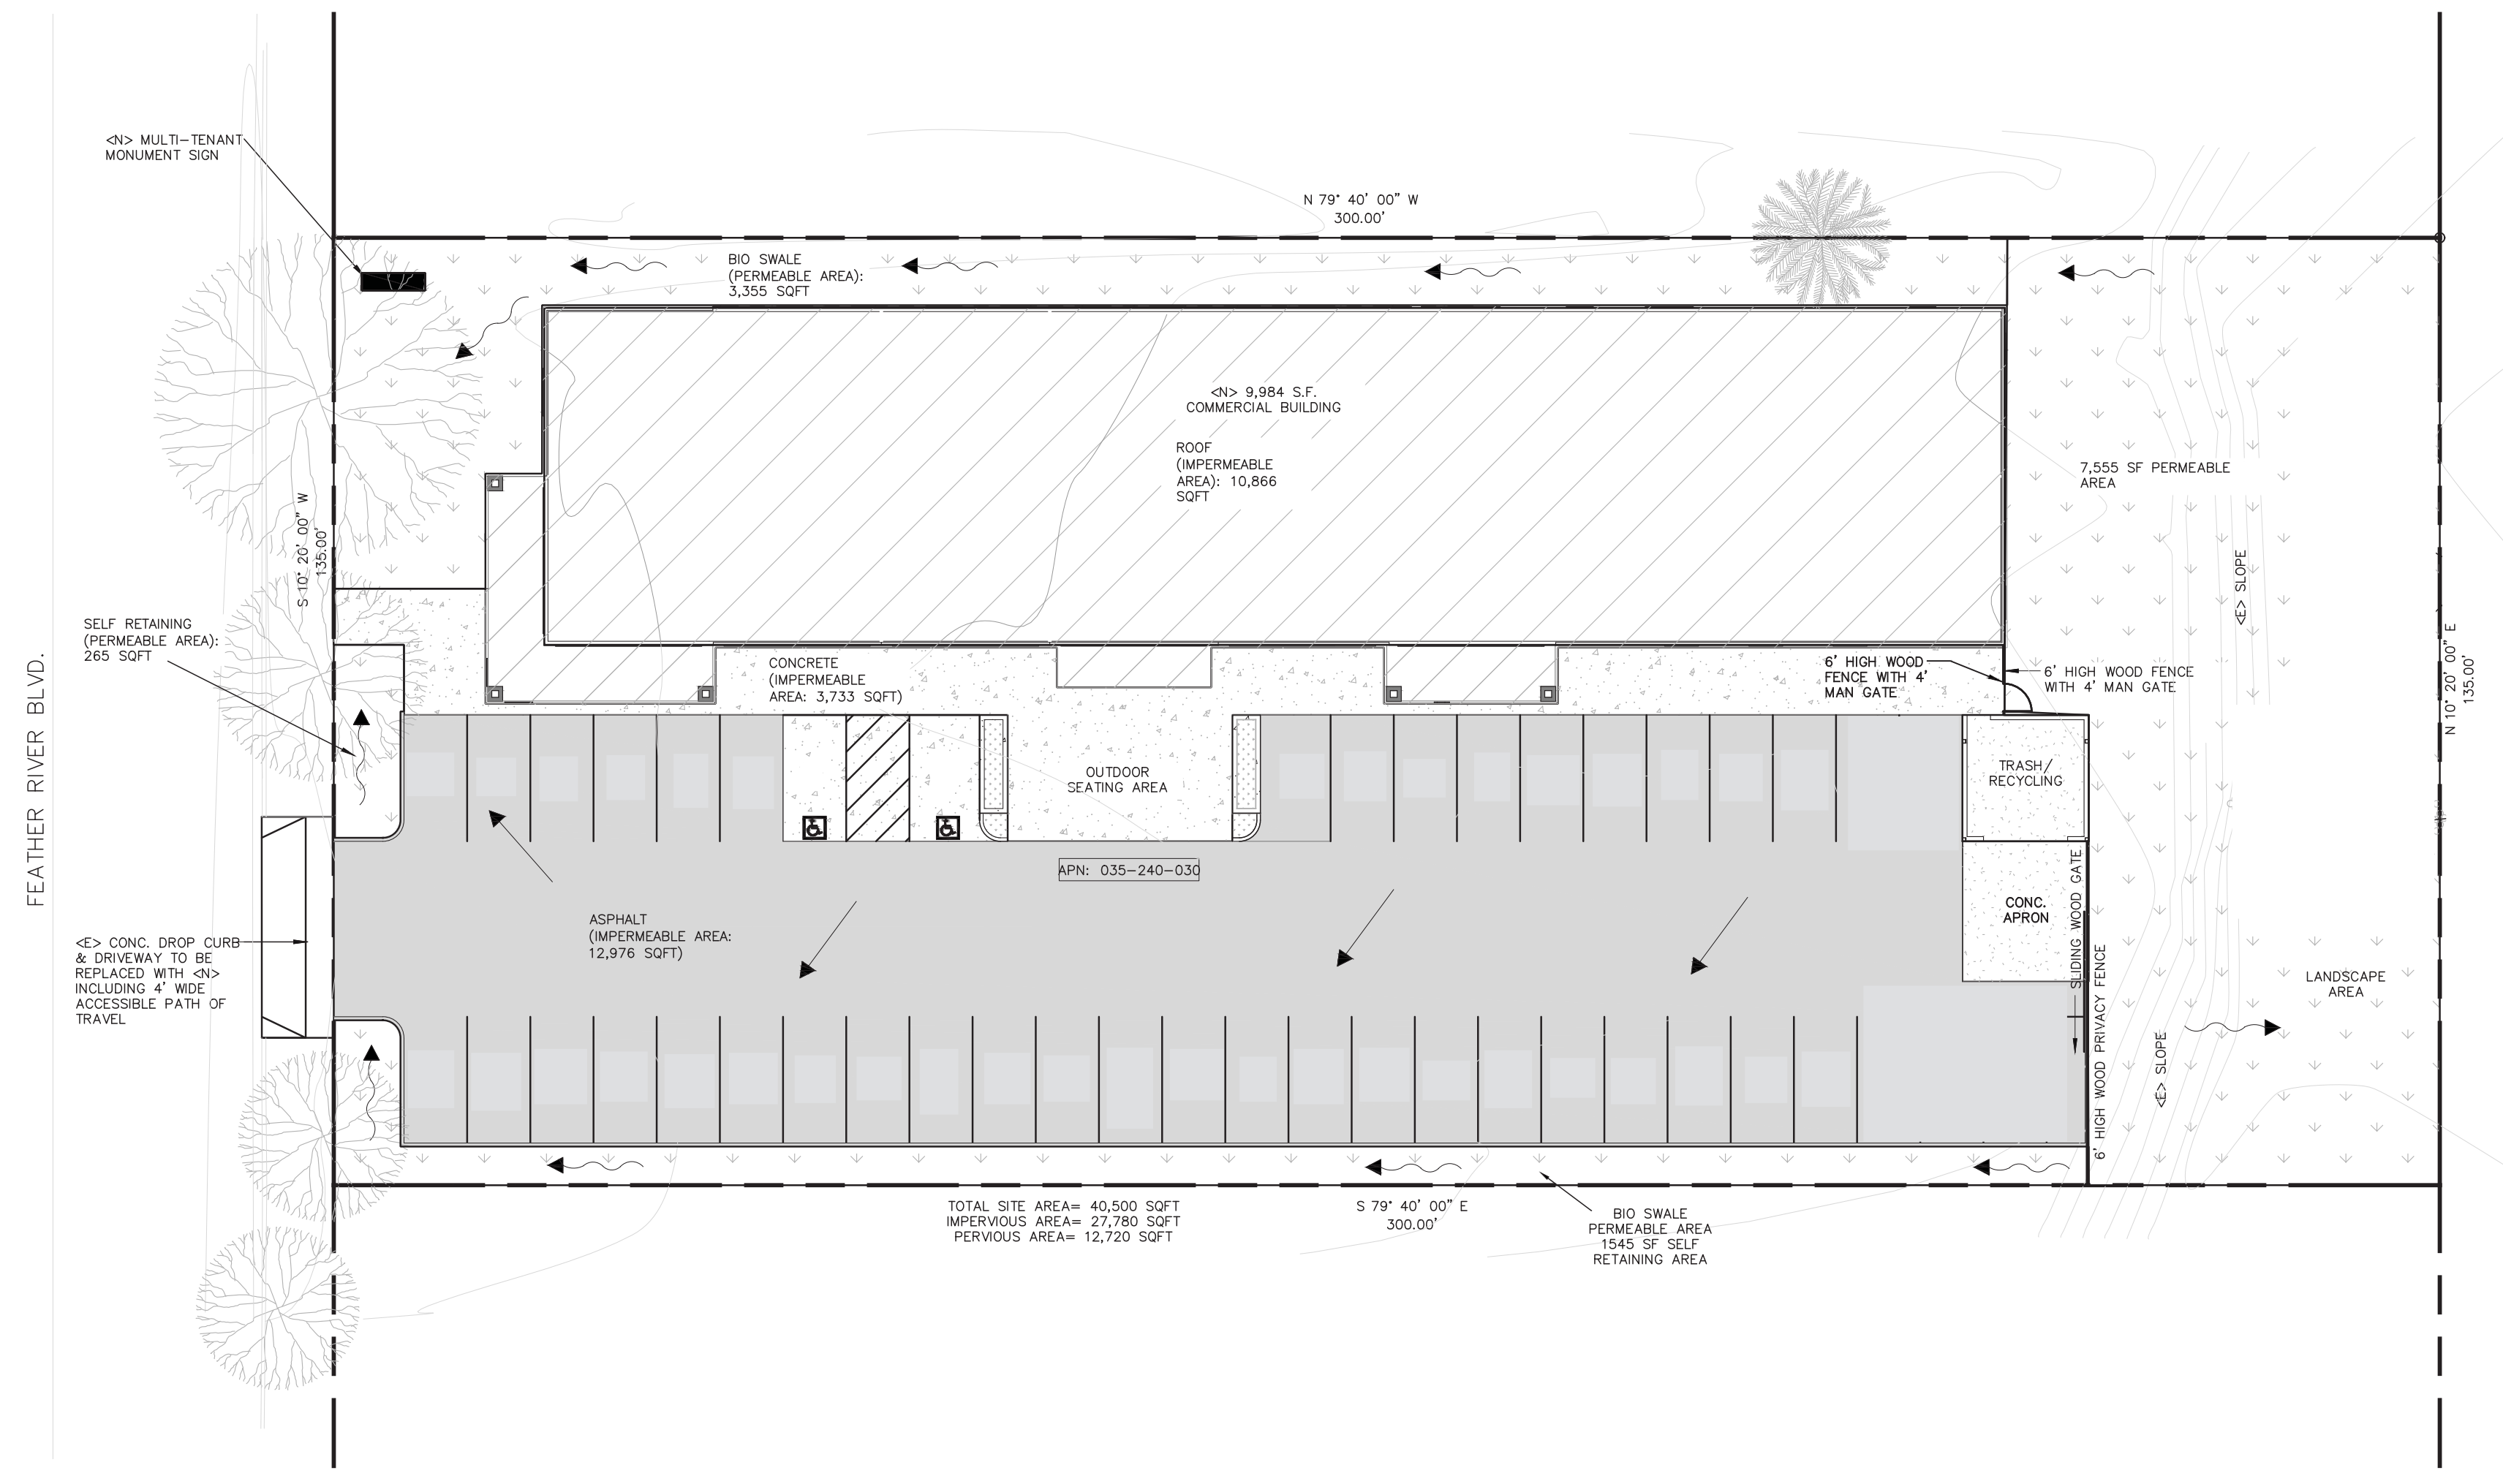 <N> MULTI-TENANT
MONUMENT SIGN
N 79° 40' 00" W
300.00'
BIO SWALE
(PERMEABLE AREA):
3,355 SQFT
<N> 9,984 S.F.
COMMERCIAL BUILDING
ROOF
(IMPERMEABLE
AREA): 10,866
SQFT
7,555 SF PERMEABLE
AREA
S 10° 20' 00" W
135.00'
<E> SLOPE
SELF RETAINING
(PERMEABLE AREA):
265 SQFT
CONCRETE
(IMPERMEABLE
AREA: 3,733 SQFT)
6' HIGH WOOD
FENCE WITH 4'
MAN GATE
6' HIGH WOOD FENCE
WITH 4' MAN GATE
N 10° 20' 00" E
135.00'
FEATHER RIVER BLVD.
OUTDOOR
SEATING AREA
TRASH/
RECYCLING
APN: 035-240-030
CONC.
APRON
SLIDING WOOD GATE
6' HIGH WOOD PRIVACY FENCE
ASPHALT
(IMPERMEABLE AREA:
12,976 SQFT)
<E> CONC. DROP CURB
& DRIVEWAY TO BE
REPLACED WITH <N>
INCLUDING 4' WIDE
ACCESSIBLE PATH OF
TRAVEL
LANDSCAPE
AREA
<E> SLOPE
TOTAL SITE AREA= 40,500 SQFT
IMPERVIOUS AREA= 27,780 SQFT
PERVIOUS AREA= 12,720 SQFT
S 79° 40' 00" E
300.00'
BIO SWALE
PERMEABLE AREA
1545 SF SELF
RETAINING AREA